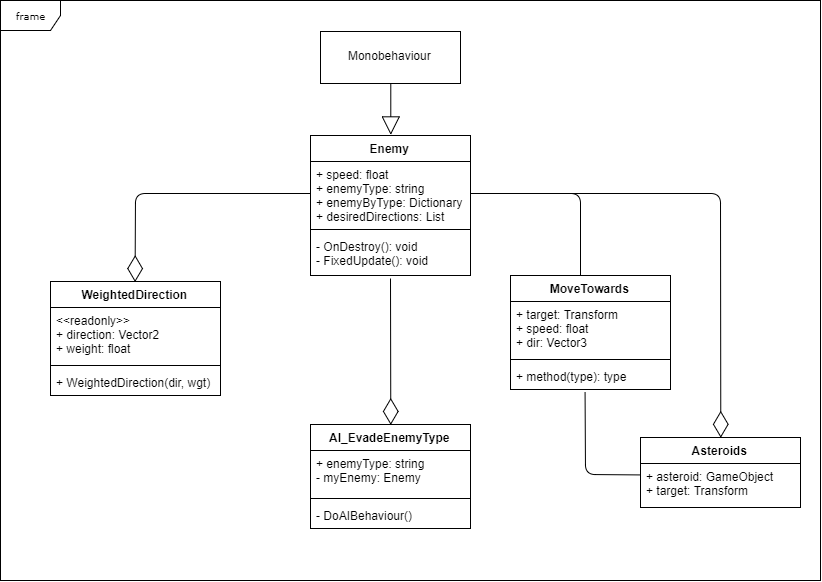 frame
Monobehaviour
Enemy
+ speed: float
+ enemyType: string
+ enemyByType: Dictionary
+ desiredDirections: List
- OnDestroy(): void
- FixedUpdate(): void
WeightedDirection
<<readonly>>
+ direction: Vector2
+ weight: float
+ WeightedDirection(dir, wgt)
MoveTowards
+ target: Transform
+ speed: float
+ dir: Vector3
+ method(type): type
AI_EvadeEnemyType
+ enemyType: string
- myEnemy: Enemy
- DoAIBehaviour()
Asteroids
+ asteroid: GameObject
+ target: Transform